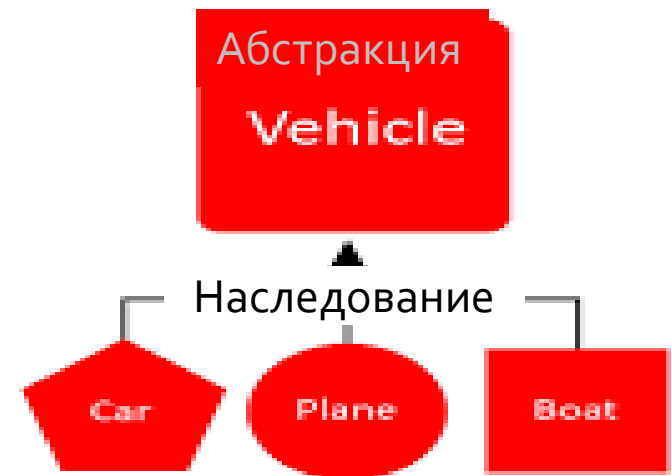 Абстракция
Vehicle
Наследование
Car
Plane
Boat